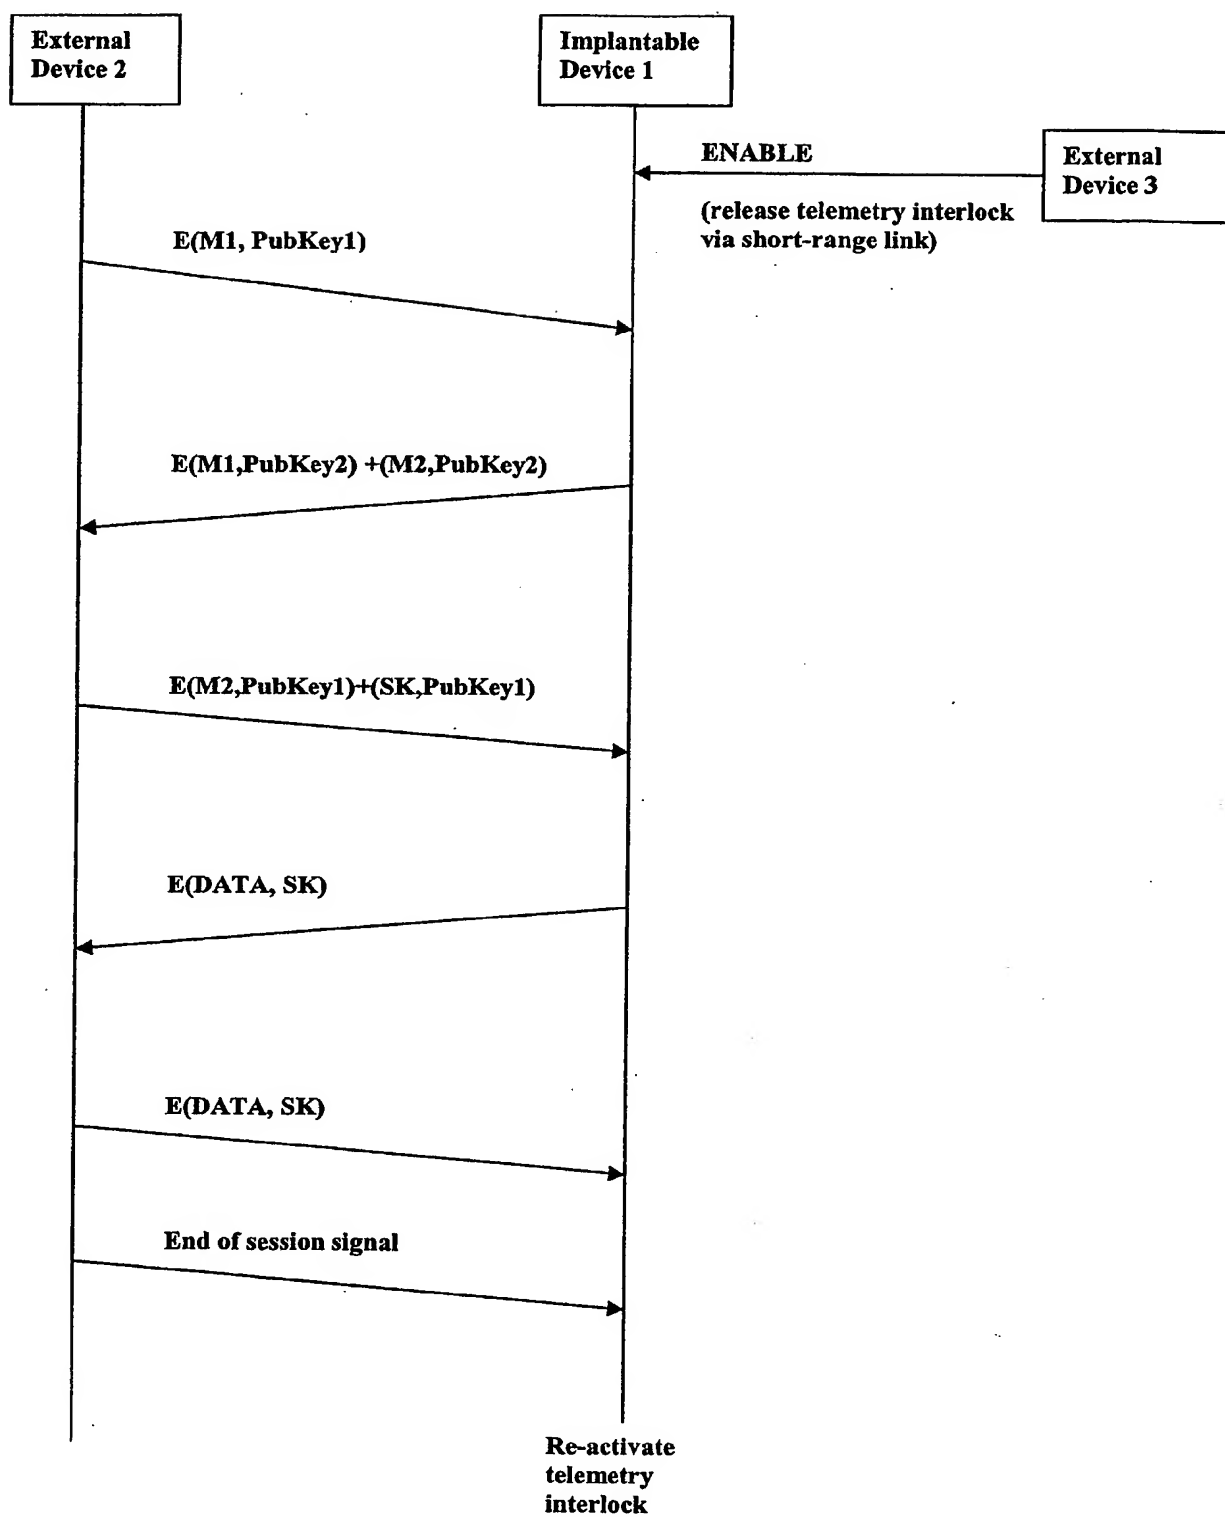 External
Device 2
Implantable
Device 1
ENABLE
External
Device 3
(release telemetry interlock
via short-range link)
E(M1, PubKey1)
E(M1,PubKey2) +(M2,PubKey2)
E(M2,PubKey1)+(SK,PubKey1)
E(DATA, SK)
E(DATA, SK)
End of session signal
Re-activate
telemetry
interlock